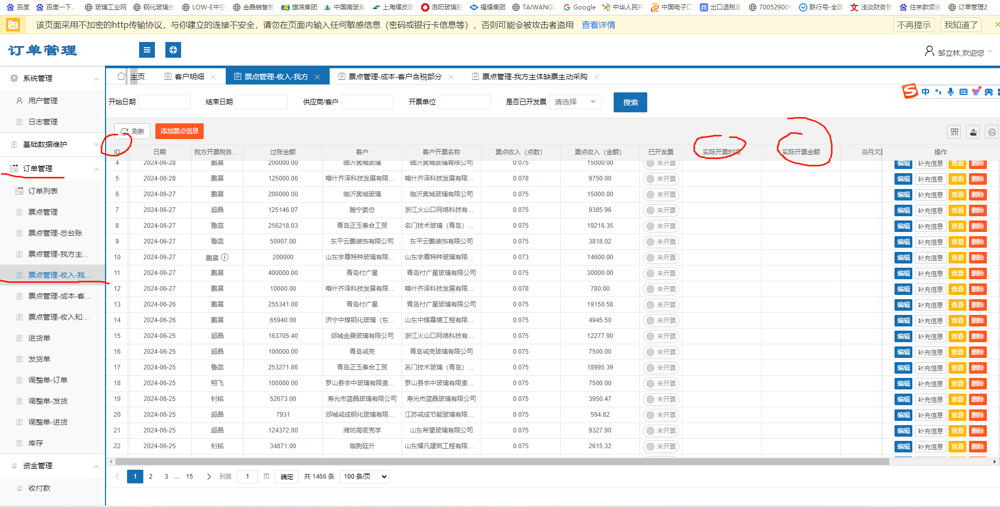 百度 百度一下, 玻璃工业网 钢化玻璃生 LOW-E中空 金晶销售管 旗滨集团 中国南玻集 上海耀皮玻 洛阳玻璃股 福耀集团 TAIWANGL Google 中华人民共 中国电子口 出口退税率 700529009 联行号-全国 浅谈财务管 往来款项清 订单管理2
该页面采用不加密的http传输协议，与你建立的连接不安全，请勿在页面内输入任何敏感信息（密码或银行卡信息等），否则可能会被攻击者盗用 查看详情 不再提示 我知道了
订单管理 邹立林,欢迎您
系统管理
用户管理
日志管理
基础数据维护
订单管理
订单列表
票点管理
票点管理-总台账
票点管理-我方主...
票点管理-收入-我...
票点管理-成本-客...
票点管理-收入和...
进货单
发货单
调整单-订单
调整单-发货
调整单-进货
库存
资金管理
收付款
主页 客户明细 票点管理-收入-我方 票点管理-成本-客户含税部分 票点管理-我方主体缺票主动采购
中
开始日期 结束日期 供应商/客户 开票单位 是否已开发票 请选择 搜索
刷新 添加票点信息
ID 日期 我方开票税务... 过账金额 客户 客户开票名称 票点收入（点数） 票点收入（金额） 已开发票 实际开票时间 实际开票金额 当月欠票 操作
4 2024-06-28 鹏展 200000.00 临沂奥城玻璃 临沂奥城玻璃有限公司 0.075 15000.00 未开票 编辑 补充信息 查看 删除
5 2024-06-28 鹏展 125000.00 喀什齐泽科技发展有限... 喀什齐泽科技发展有限... 0.078 9750.00 未开票 编辑 补充信息 查看 删除
6 2024-06-27 鹏展 200000.00 临沂奥城玻璃 临沂奥城玻璃有限公司 0.075 15000.00 未开票 编辑 补充信息 查看 删除
7 2024-06-27 超晶 125146.07 睢宁娄总 浙江火山口网络科技有... 0.075 9385.96 未开票 编辑 补充信息 查看 删除
8 2024-06-27 鲁蕊 256218.03 青岛正玉泰合工贸 名门技术玻璃（青岛）... 0.075 19216.35 未开票 编辑 补充信息 查看 删除
9 2024-06-27 鲁蕊 50907.00 东平云鹏装饰有限公司 东平云鹏装饰有限公司 0.075 3818.02 未开票 编辑 补充信息 查看 删除
10 2024-06-27 鹏展 200000 山东宇尊特种玻璃有限... 山东宇尊特种玻璃有限... 0.073 14600.00 未开票 编辑 补充信息 查看 删除
11 2024-06-27 鹏展 400000.00 青岛付广星 青岛付广星玻璃有限公司 0.075 30000.00 未开票 编辑 补充信息 查看 删除
12 2024-06-27 鹏展 10000.00 喀什齐泽科技发展有限... 喀什齐泽科技发展有限... 0.078 780.00 未开票 编辑 补充信息 查看 删除
13 2024-06-26 鹏展 255341.00 青岛付广星 青岛付广星玻璃有限公司 0.075 19150.58 未开票 编辑 补充信息 查看 删除
14 2024-06-26 鹏展 65940.00 济宁中煤钢化玻璃（东... 山东中煤幕墙工程有限... 0.075 4945.50 未开票 编辑 补充信息 查看 删除
15 2024-06-25 超晶 163705.40 郯城金鼎玻璃有限公司 浙江火山口网络科技有... 0.075 12277.90 未开票 编辑 补充信息 查看 删除
16 2024-06-25 超晶 100000.00 青岛诚亮 青岛诚亮玻璃有限公司 0.075 7500.00 未开票 编辑 补充信息 查看 删除
17 2024-06-25 鲁蕊 253271.86 青岛正玉泰合工贸 名门技术玻璃（青岛）... 0.075 18995.39 未开票 编辑 补充信息 查看 删除
18 2024-06-25 翔飞 100000.00 罗山县宇中玻璃有限责... 罗山县宇中玻璃有限责... 0.075 7500.00 未开票 编辑 补充信息 查看 删除
19 2024-06-25 钊铭 52673.00 寿光市蓝晶玻璃有限公司 寿光市蓝晶玻璃有限公司 0.075 3950.47 未开票 编辑 补充信息 查看 删除
20 2024-06-25 超晶 7931 郯城诚成钢化玻璃有限... 江苏诚成节能玻璃有限... 0.075 594.82 未开票 编辑 补充信息 查看 删除
21 2024-06-25 超晶 124372.00 潍坊高密克学 山东希望玻璃有限公司 0.075 9327.90 未开票 编辑 补充信息 查看 删除
22 2024-06-25 钊铭 34871.00 临朐延升 山东耀凡建筑工程有限... 0.075 2615.32 未开票 编辑 补充信息 查看 删除
1 2 3 ... 15 到第 1 页 确定 共 1466 条 100 条/页